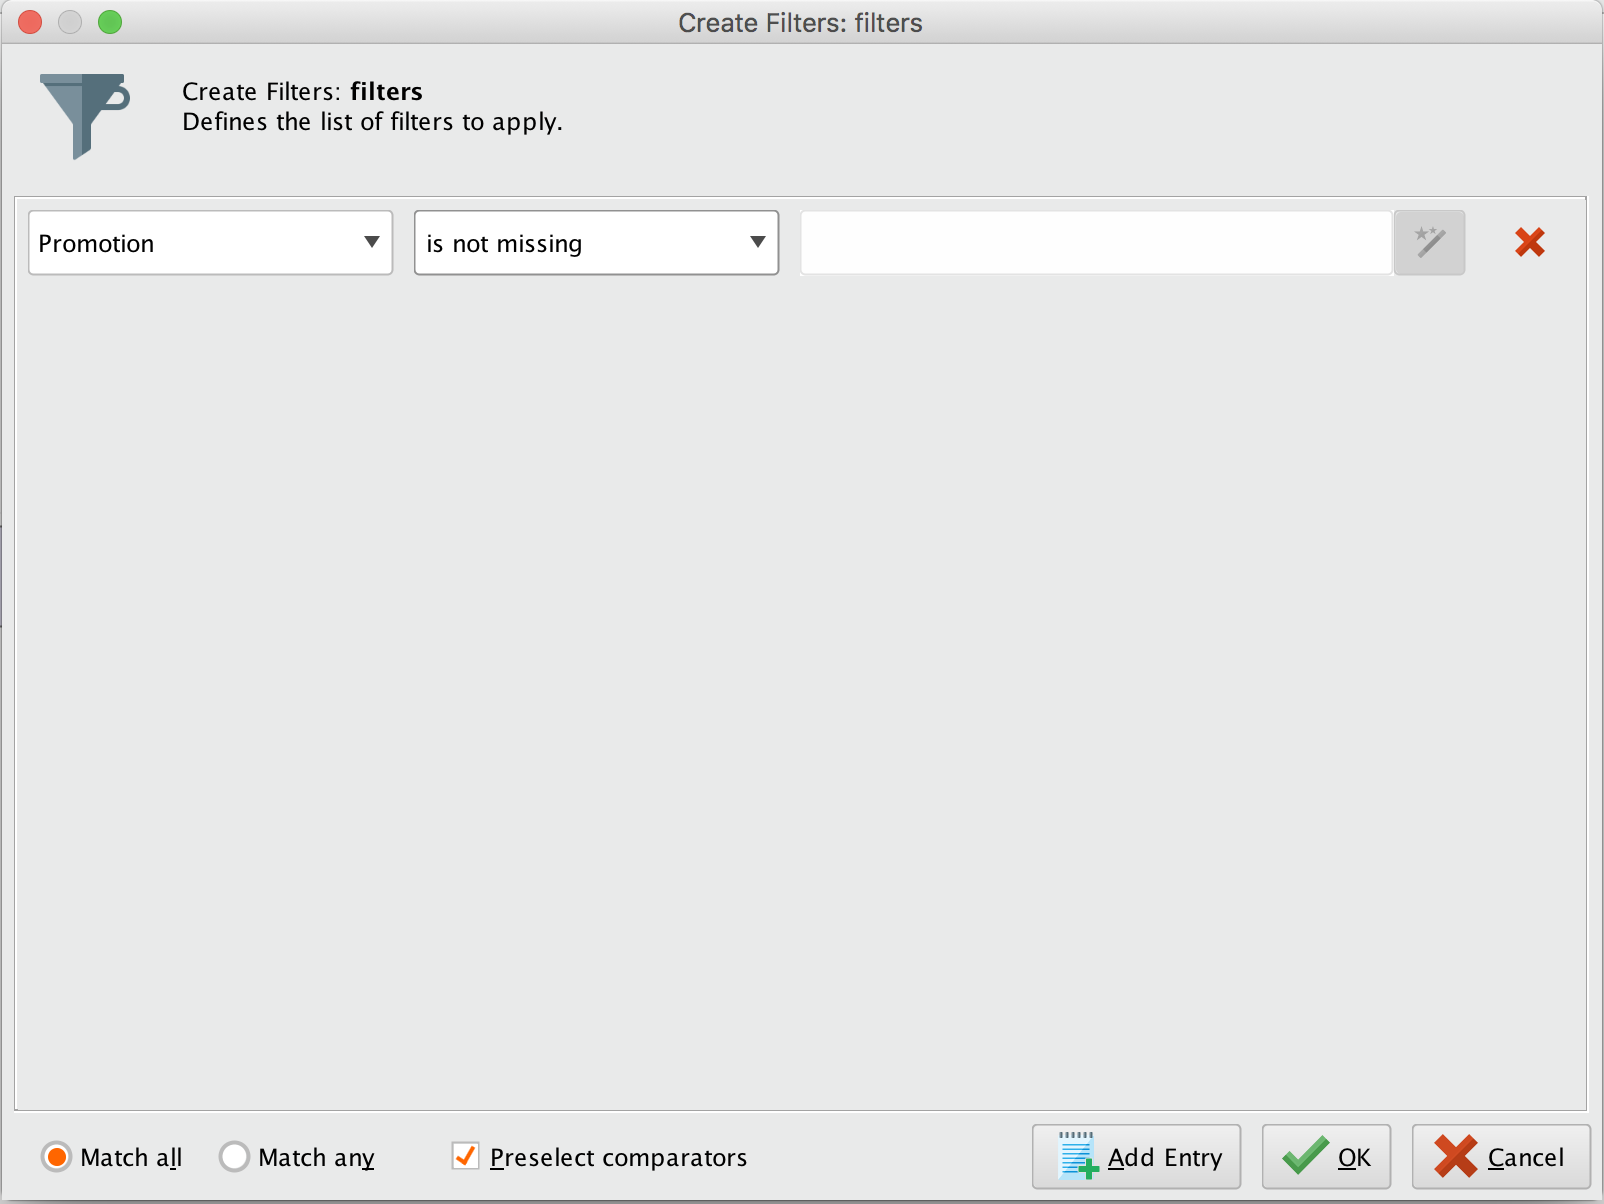 Create Filters: filters
Create Filters: filters
Defines the list of filters to apply.
Promotion
is not missing
Match all
Match any
Preselect comparators
Add Entry
OK
Cancel